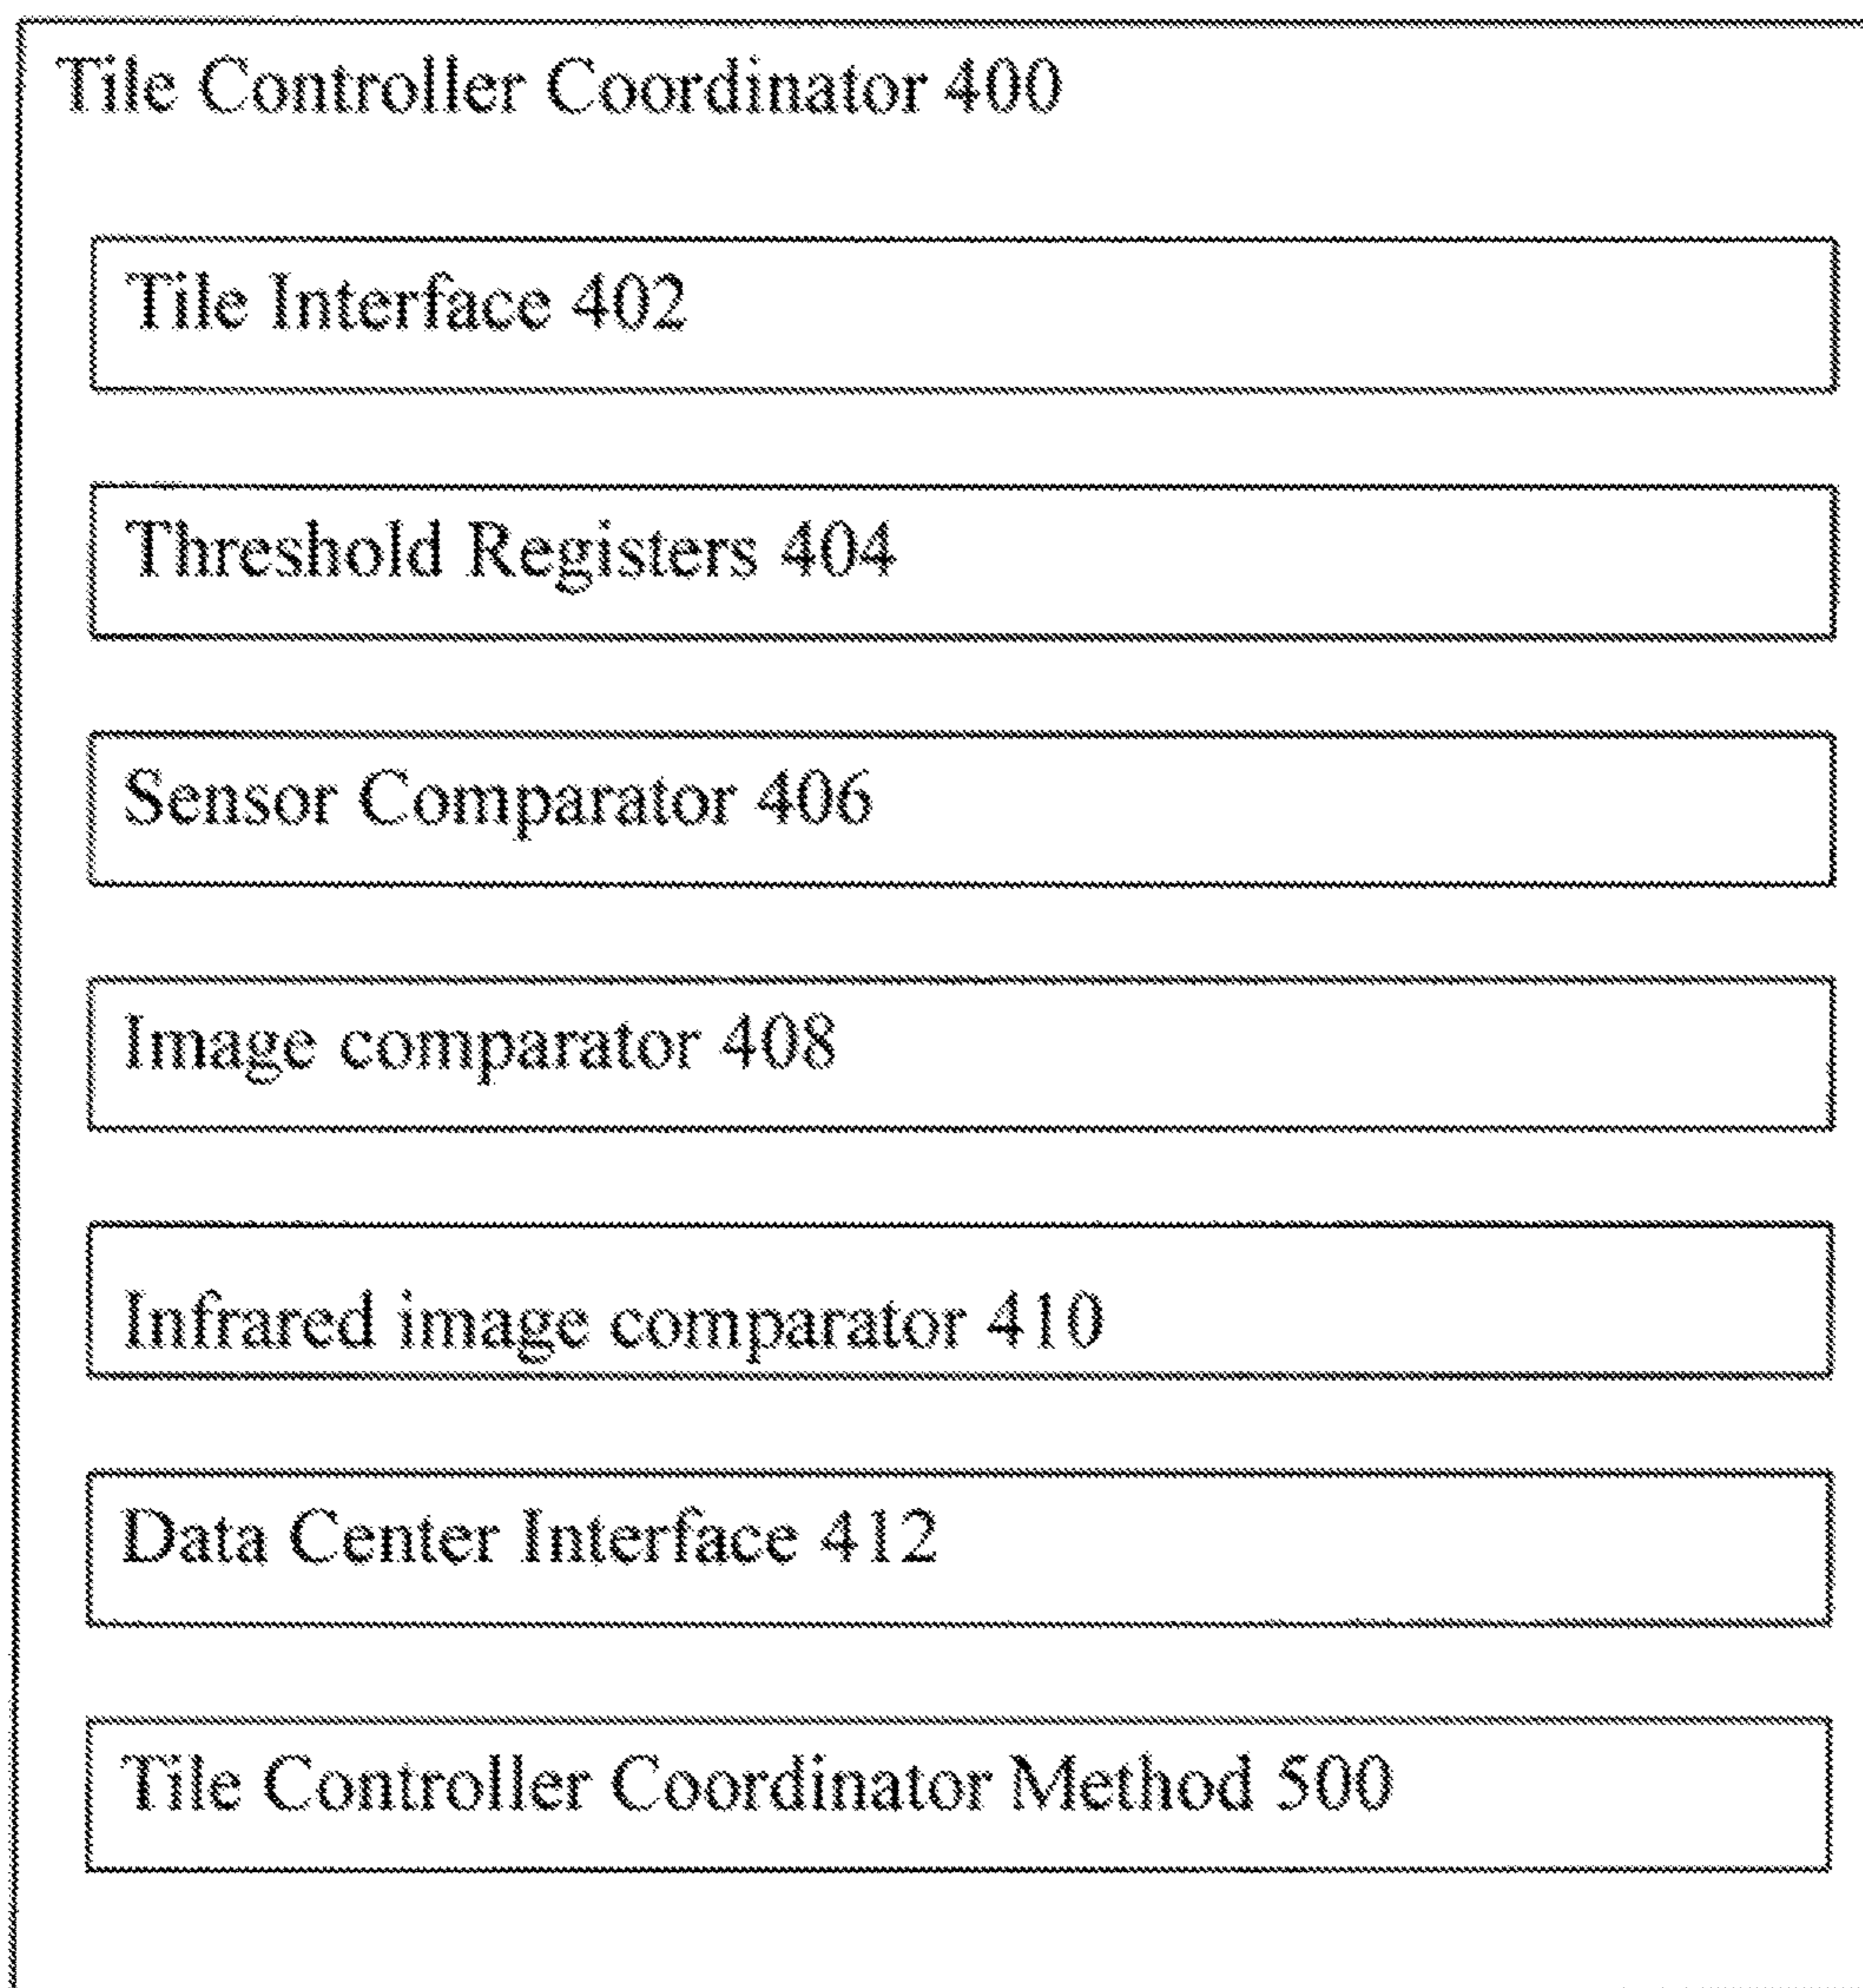 Tile Controller Coordinator 400
Tile Interface 402
Threshold Registers 404
Sensor Comparator 406
Image comparator 408
Infrared image comparator 410
Data Center Interface 412
Tile Controller Coordinator Method 500